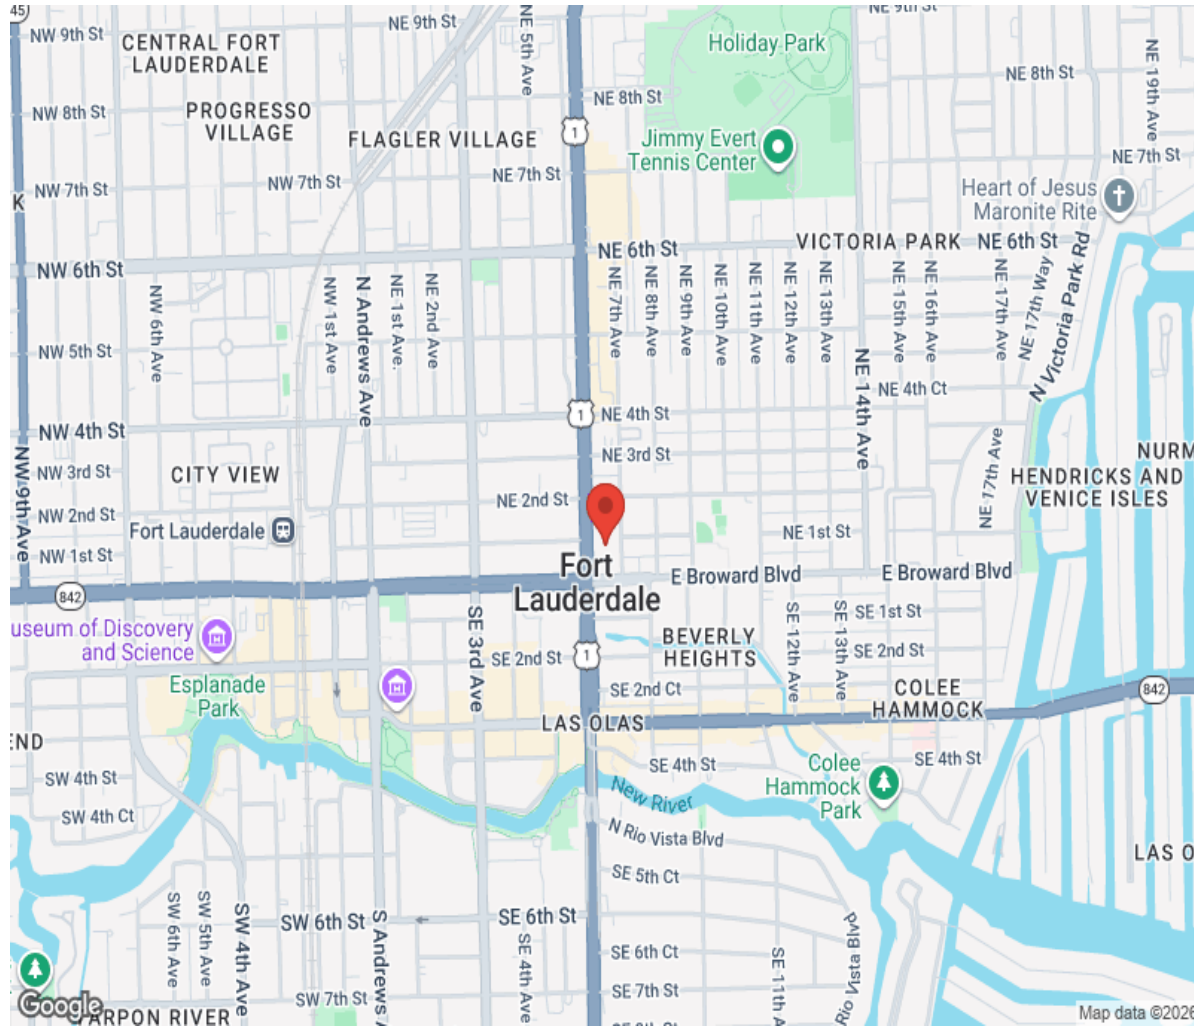 45
NW 9th St
CENTRAL FORT
LAUDERDALE
NE 9th St
NE 5th Ave
NE 9th St
Holiday Park
NE 8th St
NE 19th Ave
NW 8th St
PROGRESSO
VILLAGE
NE 8th St
FLAGLER VILLAGE
1
Jimmy Evert
Tennis Center
NE 7th St
NE 7th St
NW 7th St
NW 7th St
Heart of Jesus
Maronite Rite
K
NE 6th St
VICTORIA PARK
NE 6th St
NW 6th St
NW 6th Ave
NW 1st Ave
N Andrews Ave
NE 1st Ave.
NE 2nd Ave
NE 7th Ave
NE 8th Ave
NE 9th Ave
NE 10th Ave
NE 11th Ave
NE 12th Ave
NE 13th Ave
NE 15th Ave
NE 16th Ave
NE 17th Ave
NE 17th Way
N Victoria Park Rd
NW 5th St
NE 14th Ave
NE 4th Ct
1
NE 4th St
NW 4th St
NE 3rd St
NW 9th Ave
NW 3rd St
CITY VIEW
NE 17th Ave
NURM
HENDRICKS AND
VENICE ISLES
NE 2nd St
NW 2nd St
Fort Lauderdale
NE 1st St
NW 1st St
Fort
Lauderdale
E Broward Blvd
E Broward Blvd
842
SE 3rd Ave
SE 12th Ave
SE 13th Ave
SE 1st St
useum of Discovery
and Science
BEVERLY
HEIGHTS
SE 2nd St
1
SE 2nd St
Esplanade
Park
SE 2nd Ct
COLEE
HAMMOCK
842
LAS OLAS
END
SE 4th St
SE 4th St
SW 4th St
Colee
Hammock
Park
New River
SW 4th Ct
N Rio Vista Blvd
LAS O
SE 5th Ct
SW 6th Ave
SW 5th Ave
SW 4th Ave
SW 6th St
S Andrews A
SE 6th St
SE 4th Ave
SE 6th Ct
SE 11th A
Rio Vista Blvd
SW 7th St
SE 7th St
Google
ARPON RIVER
Map data ©2026